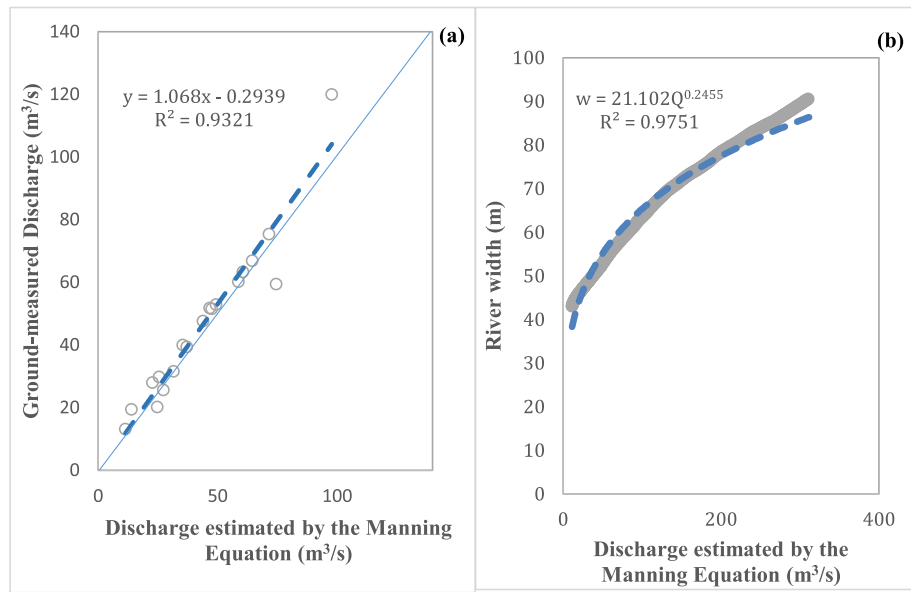 (a)
y = 1.068x - 0.2939
R² = 0.9321
140
120
100
80
60
40
20
0
0 50 100
Ground-measured Discharge (m³/s)
Discharge estimated by the Manning
Equation (m³/s)
(b)
w = 21.102Q^0.2455
R² = 0.9751
100
90
80
70
60
50
40
30
20
10
0
0 200 400
River width (m)
Discharge estimated by the
Manning Equation (m³/s)